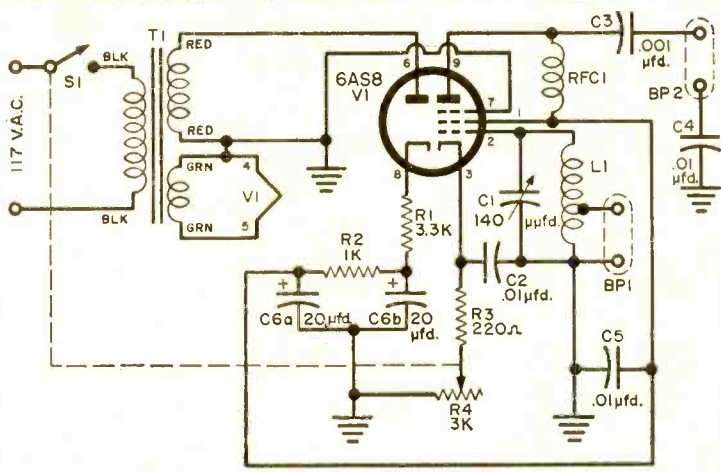 117 V.A.C.
S1
BLK
BLK
T1
RED
RED
GRN
GRN
4
5
V1
6AS8
V1
6
9
7
1
2
8
3
C3
.001
µfd.
RFC1
BP2
C4
.01
µfd.
L1
C1
140
µµfd.
BP1
R1
3.3K
R2
1K
C2
.01µfd.
+
C6a
20µfd.
+
C6b
20
µfd.
R3
220Ω
R4
3K
C5
.01µfd.